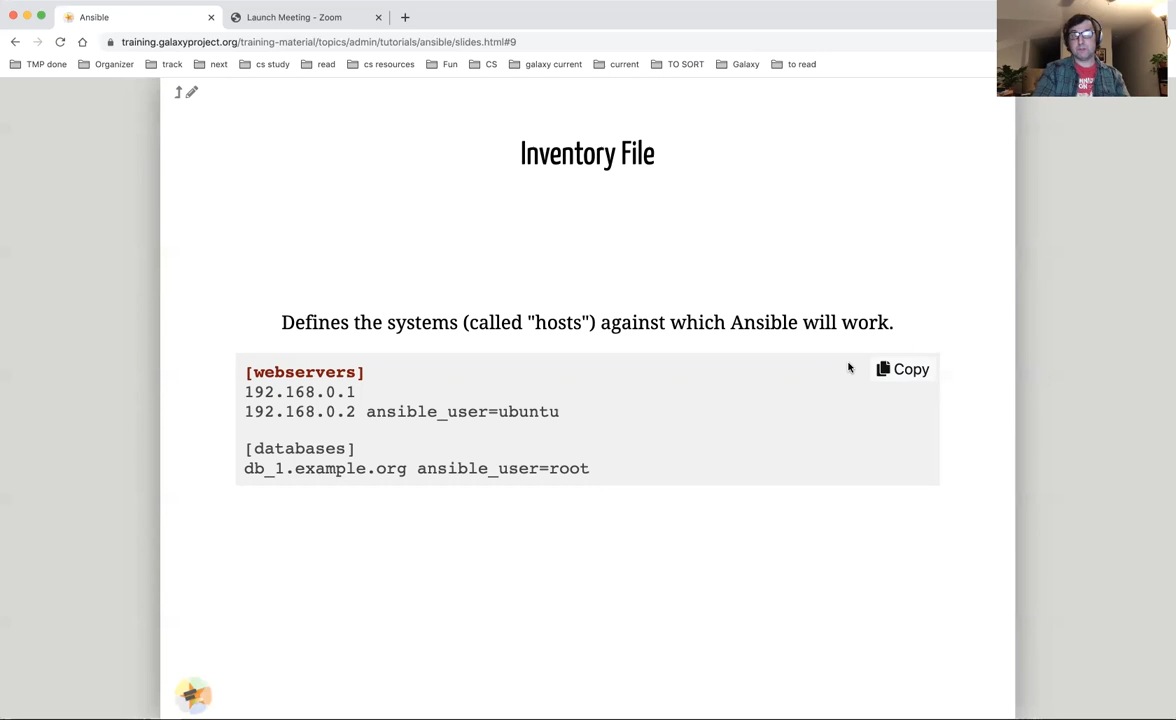 Ansible
Launch Meeting - Zoom
training.galaxyproject.org/training-material/topics/admin/tutorials/ansible/slides.html#9
TMP done Organizer track next cs study read cs resources Fun CS galaxy current current TO SORT Galaxy to read
Inventory File
Defines the systems (called "hosts") against which Ansible will work.
Copy
[webservers]
192.168.0.1
192.168.0.2 ansible_user=ubuntu
[databases]
db_1.example.org ansible_user=root